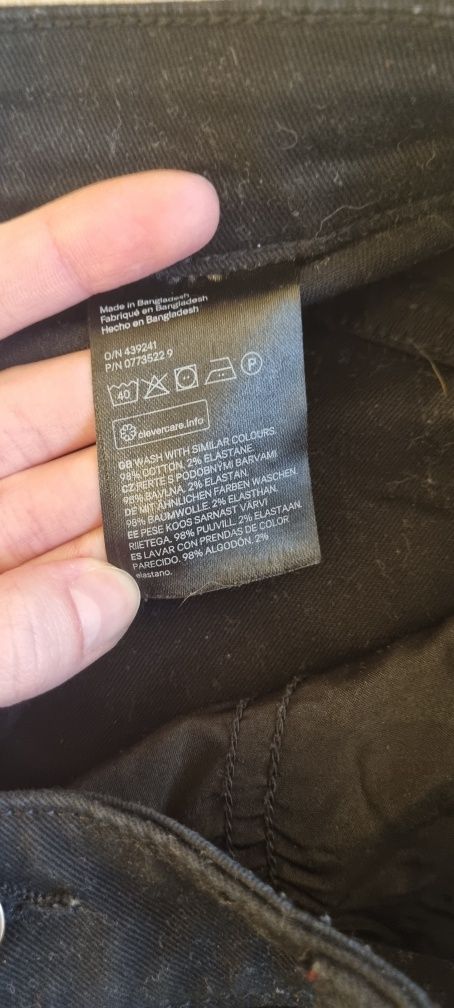 Made in Bangladesh
Fabriqué en Bangladesh
Hecho en Bangladesh
O/N 439241
P/N 0773522 9
40 P
clevercare.info
GB WASH WITH SIMILAR COLOURS.
98% COTTON, 2% ELASTANE
CZ PERTE S PODOBNÝMI BARVAMI
98% BAVLNA, 2% ELASTAN.
DE MIT ÄHNLICHEN FARBEN WASCHEN.
98% BAUMWOLLE, 2% ELASTHAN.
EE PESE KOOS SARNAST VÄRVI
RIIETEGA. 98% PUUVILL, 2% ELASTAAN.
ES LAVAR CON PRENDAS DE COLOR
PARECIDO. 98% ALGODÓN, 2%
elastano.